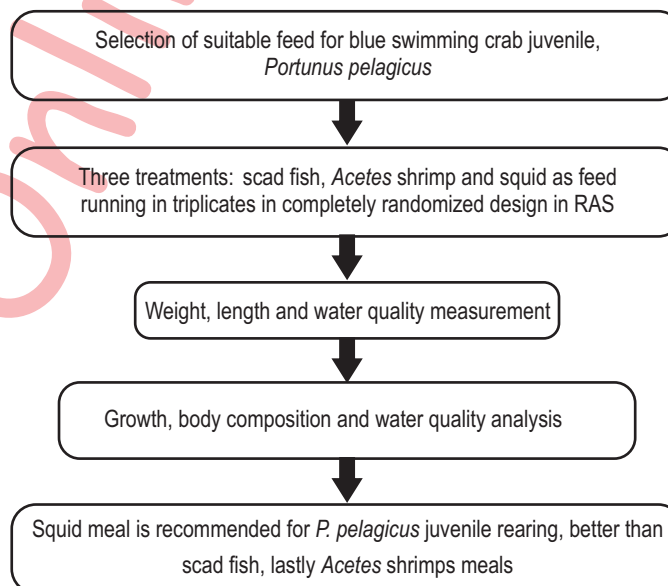 Onl
Selection of suitable feed for blue swimming crab juvenile,
Portunus pelagicus
Three treatments: scad fish, Acetes shrimp and squid as feed
running in triplicates in completely randomized design in RAS
Weight, length and water quality measurement
Growth, body composition and water quality analysis
Squid meal is recommended for P. pelagicus juvenile rearing, better than
scad fish, lastly Acetes shrimps meals